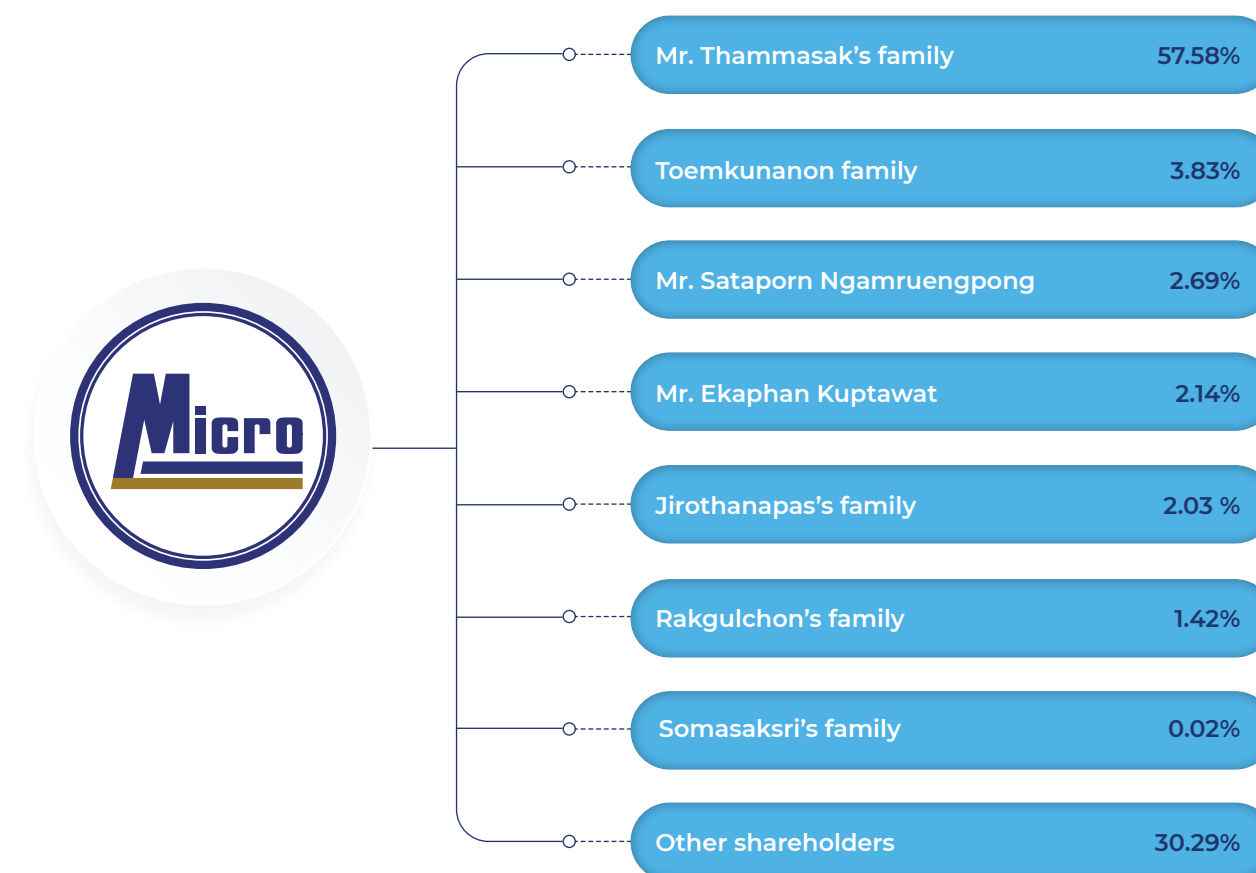 Micro
Mr. Thammasak’s family 57.58%
Toemkunanon family 3.83%
Mr. Sataporn Ngamruengpong 2.69%
Mr. Ekaphan Kuptawat 2.14%
Jirothanapas’s family 2.03 %
Rakgulchon’s family 1.42%
Somasaksri’s family 0.02%
Other shareholders 30.29%